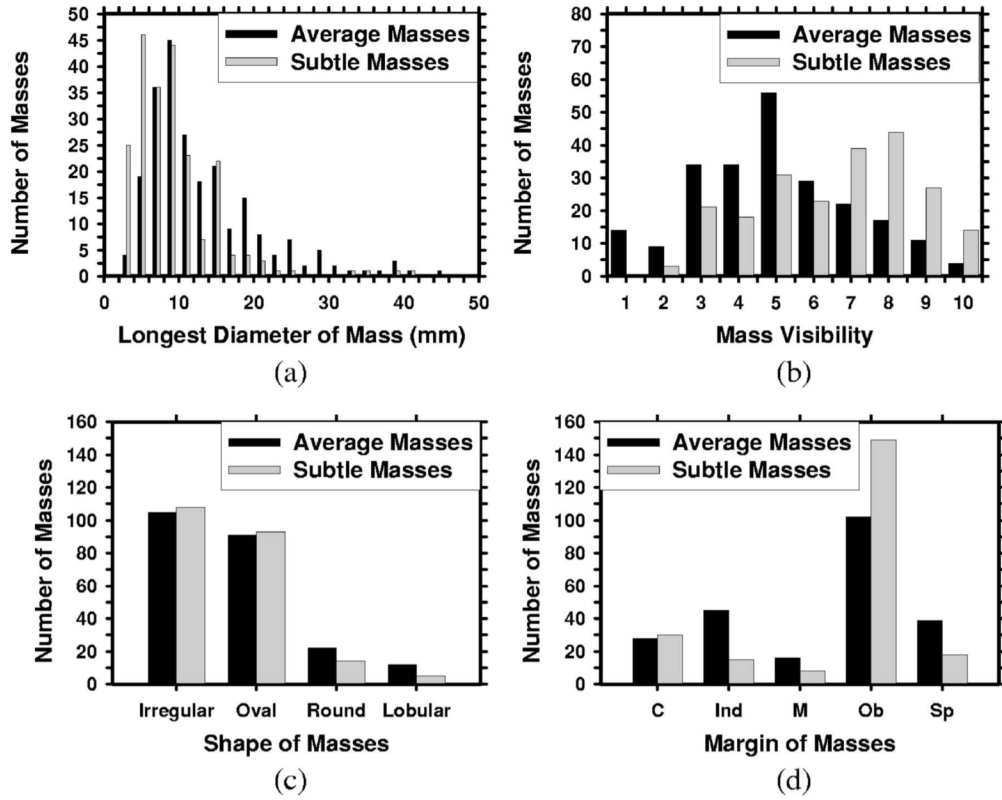 50
45
40
35
30
25
20
15
10
5
0
Number of Masses
Average Masses
Subtle Masses
0 10 20 30 40 50
Longest Diameter of Mass (mm)
(a)
80
70
60
50
40
30
20
10
0
Number of Masses
Average Masses
Subtle Masses
1 2 3 4 5 6 7 8 9 10
Mass Visibility
(b)
160
140
120
100
80
60
40
20
0
Number of Masses
Average Masses
Subtle Masses
Irregular Oval Round Lobular
Shape of Masses
(c)
160
140
120
100
80
60
40
20
0
Number of Masses
Average Masses
Subtle Masses
C Ind M Ob Sp
Margin of Masses
(d)